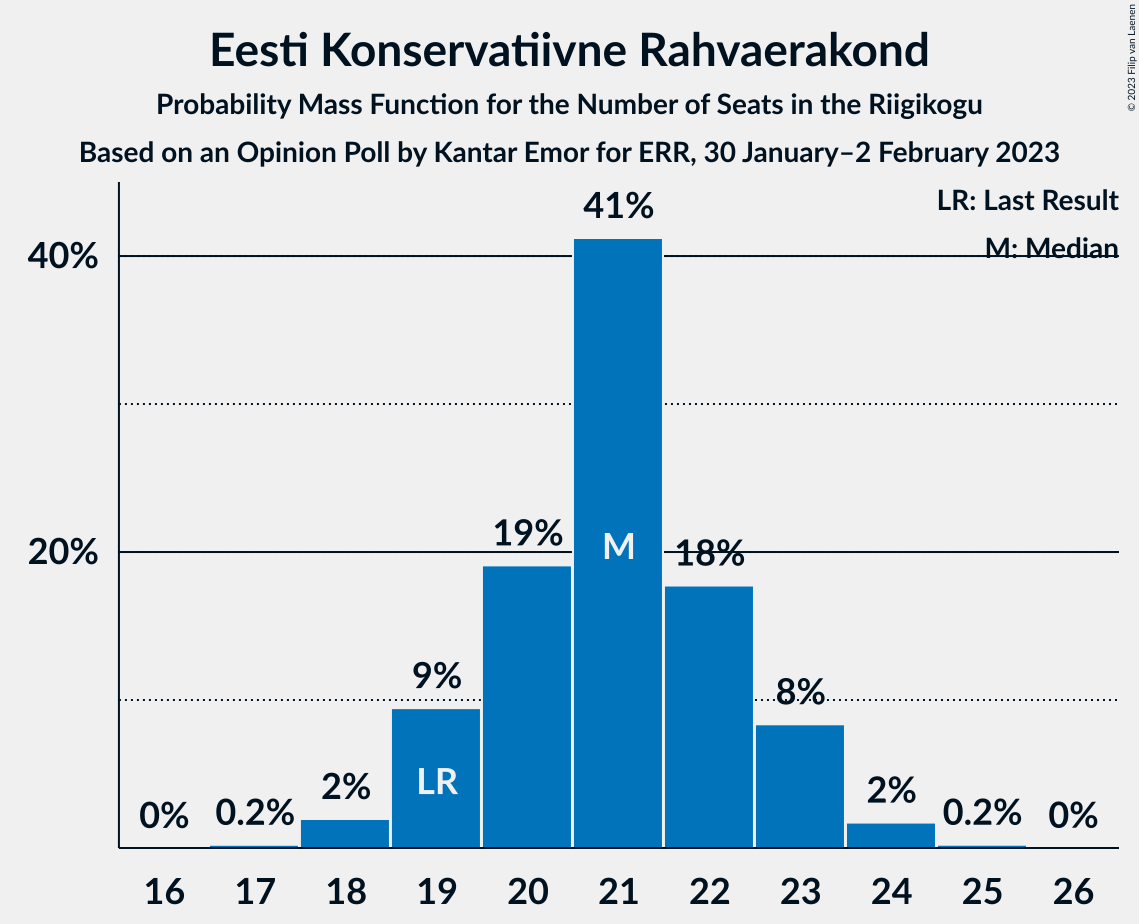 Eesti Konservatiivne Rahvaerakond
Probability Mass Function for the Number of Seats in the Riigikogu
Based on an Opinion Poll by Kantar Emor for ERR, 30 January–2 February 2023
© 2023 Filip van Laenen
LR: Last Result
M: Median
41%
40%
20%
19%
M
18%
9%
8%
LR
2%
2%
0%
0.2%
0.2%
0%
16 17 18 19 20 21 22 23 24 25 26